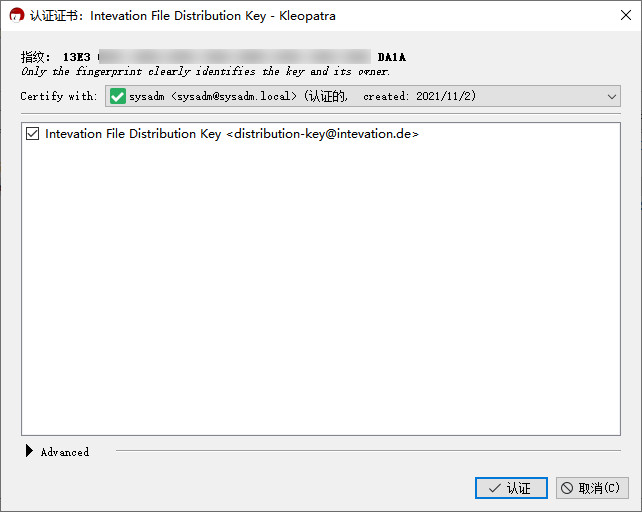 认证证书：Intevation File Distribution Key - Kleopatra
指纹： 13E3 DA1A
Only the fingerprint clearly identifies the key and its owner.
Certify with: sysadm <sysadm@sysadm.local> (认证的, created: 2021/11/2)
Intevation File Distribution Key <distribution-key@intevation.de>
Advanced
认证 取消(C)